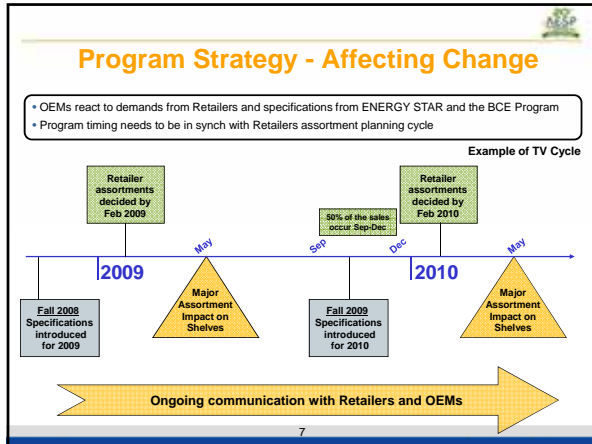 AESP
Program Strategy - Affecting Change
• OEMs react to demands from Retailers and specifications from ENERGY STAR and the BCE Program
• Program timing needs to be in synch with Retailers assortment planning cycle
Example of TV Cycle
Retailer
assortments
decided by
Feb 2009
50% of the sales
occur Sep-Dec
Retailer
assortments
decided by
Feb 2010
May
Sep
Dec
May
2009
2010
Fall 2008
Specifications
introduced
for 2009
Major
Assortment
Impact on
Shelves
Fall 2009
Specifications
introduced
for 2010
Major
Assortment
Impact on
Shelves
Ongoing communication with Retailers and OEMs
7